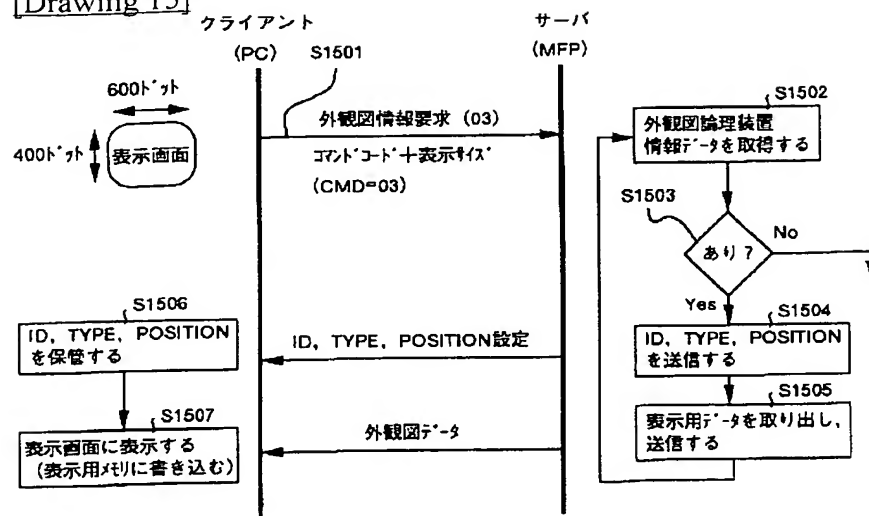 [Drawing 15]
クライアント
(PC)
サーバ
(MFP)
S1501
600ﾄﾞｯﾄ
400ﾄﾞｯﾄ
表示画面
外観図情報要求 (03)
ｺﾏﾝﾄﾞｺｰﾄﾞ+表示ｻｲｽﾞ
(CMD=03)
S1502
外観図論理装置
情報ﾃﾞｰﾀを取得する
S1503
あり?
No
Yes
S1504
ID, TYPE, POSITION
を送信する
S1505
表示用ﾃﾞｰﾀを取り出し,
送信する
ID, TYPE, POSITION設定
外観図ﾃﾞｰﾀ
S1506
ID, TYPE, POSITION
を保管する
S1507
表示画面に表示する
(表示用ﾒﾓﾘに書き込む)